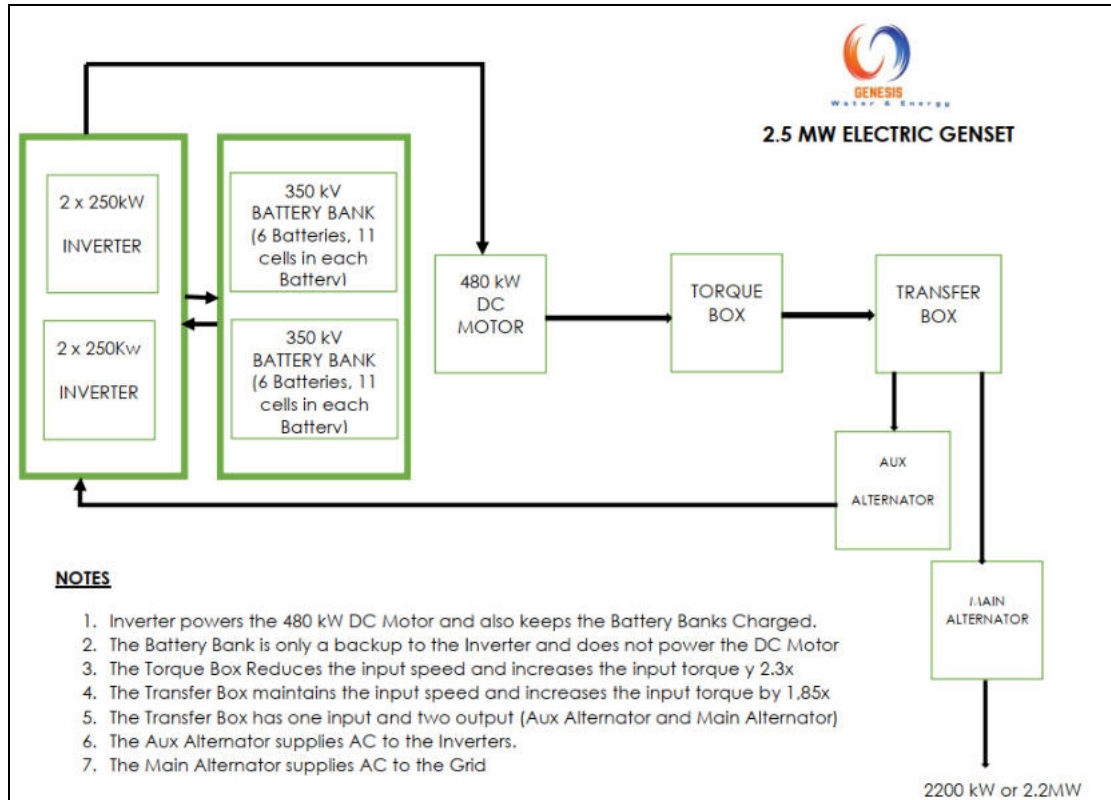 GENESIS
Water & Energy
2.5 MW ELECTRIC GENSET
2 x 250kW
INVERTER
2 x 250Kw
INVERTER
350 kV
BATTERY BANK
(6 Batteries, 11
cells in each
Battery)
350 kV
BATTERY BANK
(6 Batteries, 11
cells in each
Battery)
480 kW
DC
MOTOR
TORQUE
BOX
TRANSFER
BOX
AUX
ALTERNATOR
MAIN
ALTERNATOR
2200 kW or 2.2MW
NOTES
1. Inverter powers the 480 kW DC Motor and also keeps the Battery Banks Charged.
2. The Battery Bank is only a backup to the Inverter and does not power the DC Motor
3. The Torque Box Reduces the input speed and increases the input torque y 2.3x
4. The Transfer Box maintains the input speed and increases the input torque by 1,85x
5. The Transfer Box has one input and two output (Aux Alternator and Main Alternator)
6. The Aux Alternator supplies AC to the Inverters.
7. The Main Alternator supplies AC to the Grid